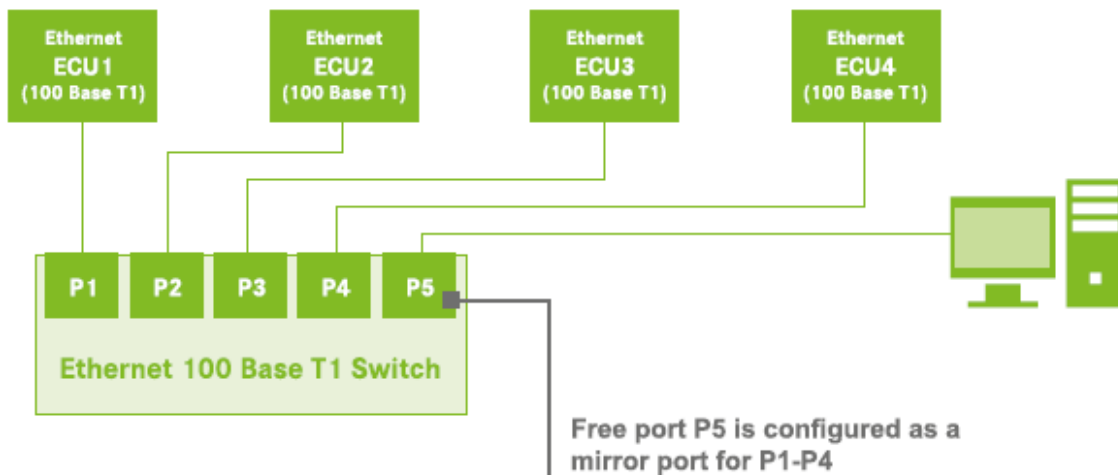 Ethernet
ECU1
(100 Base T1)
Ethernet
ECU2
(100 Base T1)
Ethernet
ECU3
(100 Base T1)
Ethernet
ECU4
(100 Base T1)
P1
P2
P3
P4
P5
Ethernet 100 Base T1 Switch
Free port P5 is configured as a
mirror port for P1-P4